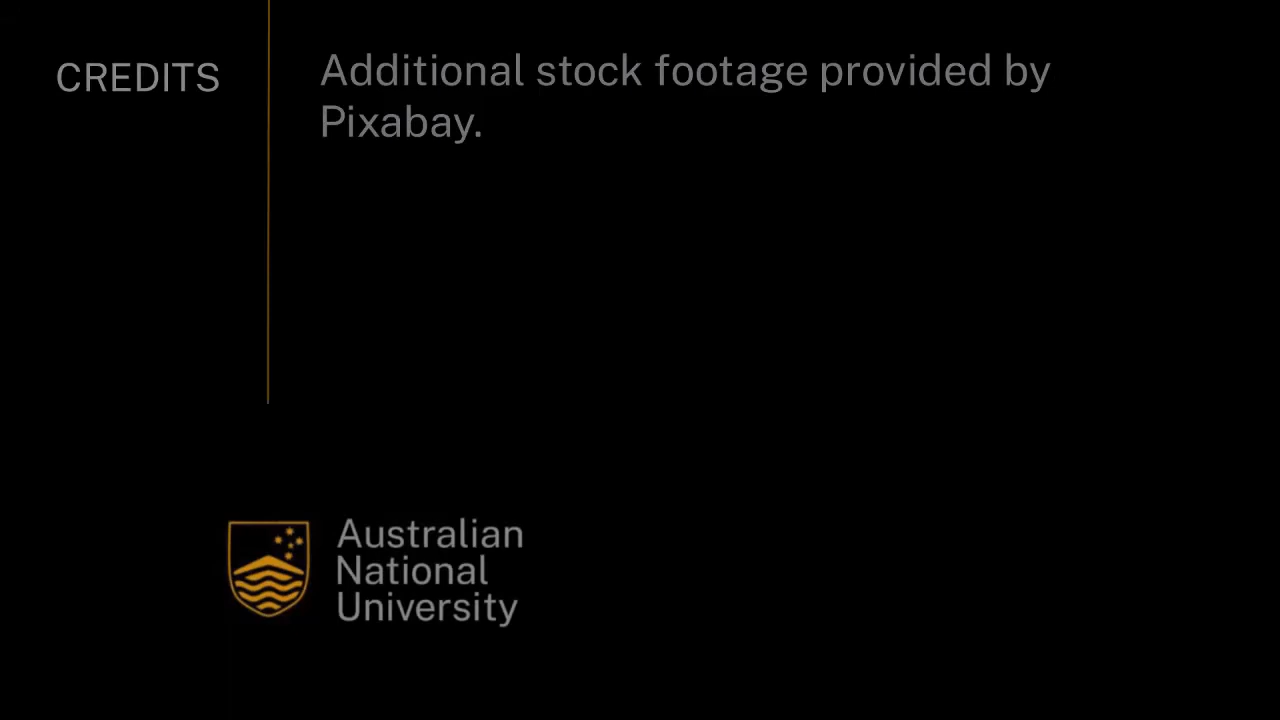 CREDITS
Additional stock footage provided by
Pixabay.
Australian
National
University